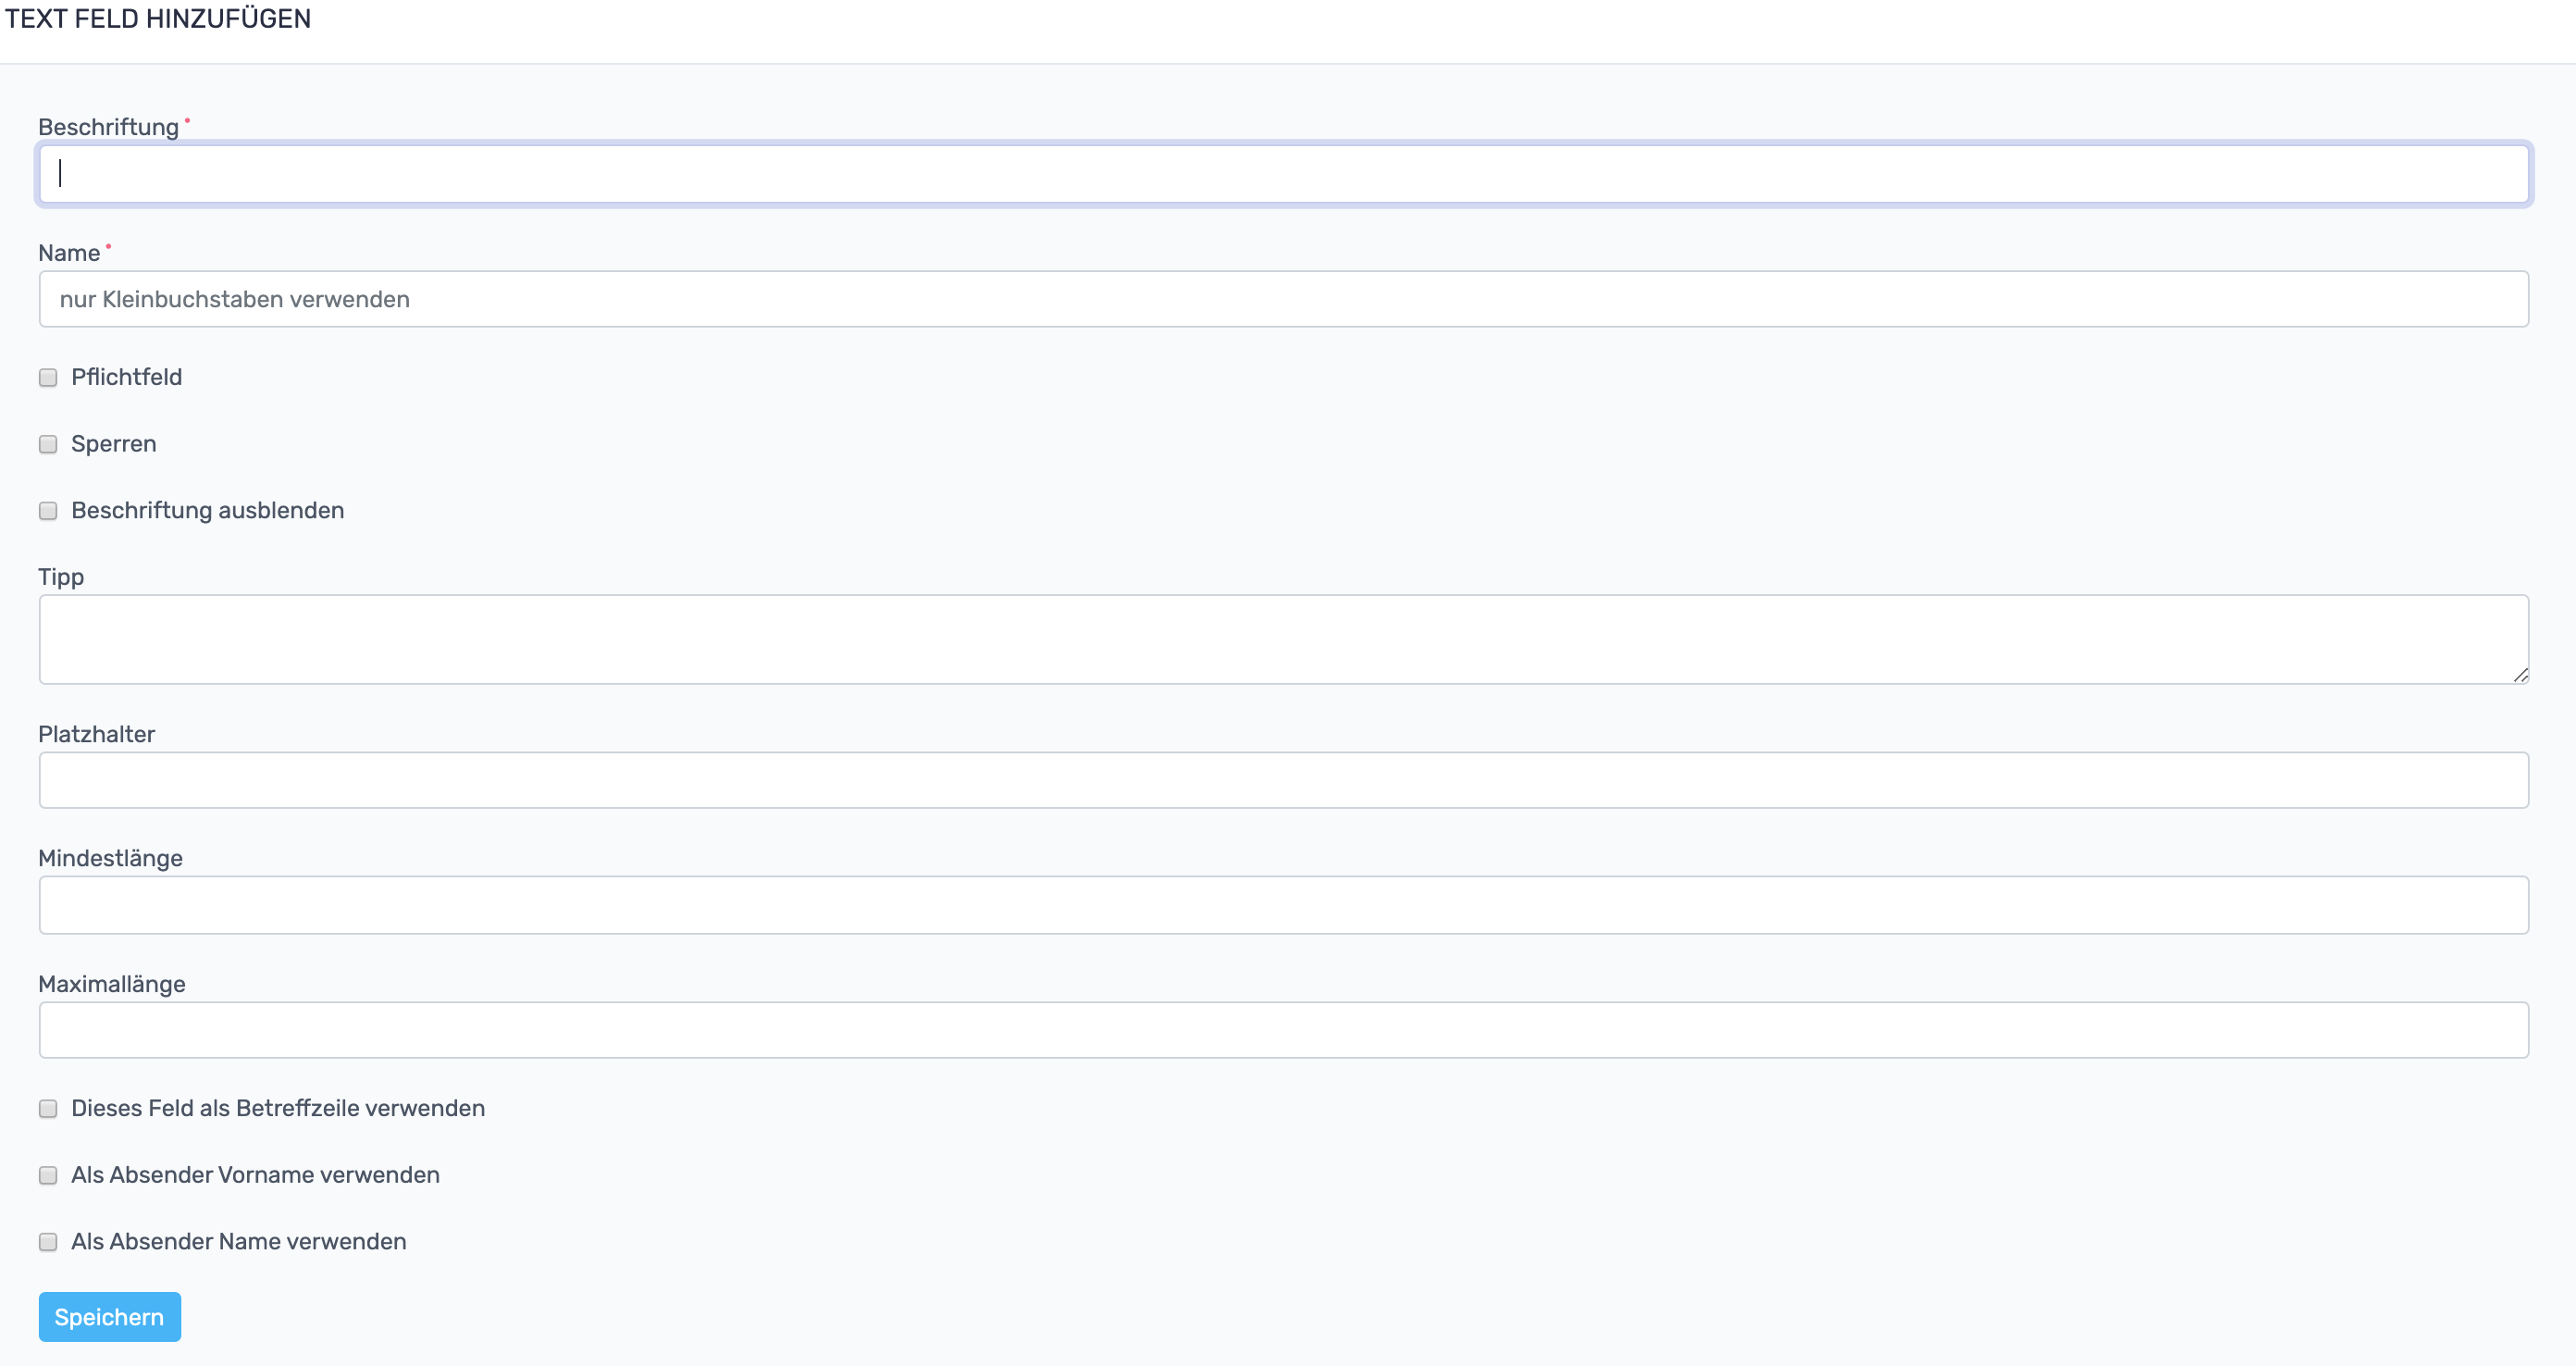 TEXT FELD HINZUFÜGEN
Beschriftung *
Name *
nur Kleinbuchstaben verwenden
Pflichtfeld
Sperren
Beschriftung ausblenden
Tipp
Platzhalter
Mindestlänge
Maximallänge
Dieses Feld als Betreffzeile verwenden
Als Absender Vorname verwenden
Als Absender Name verwenden
Speichern